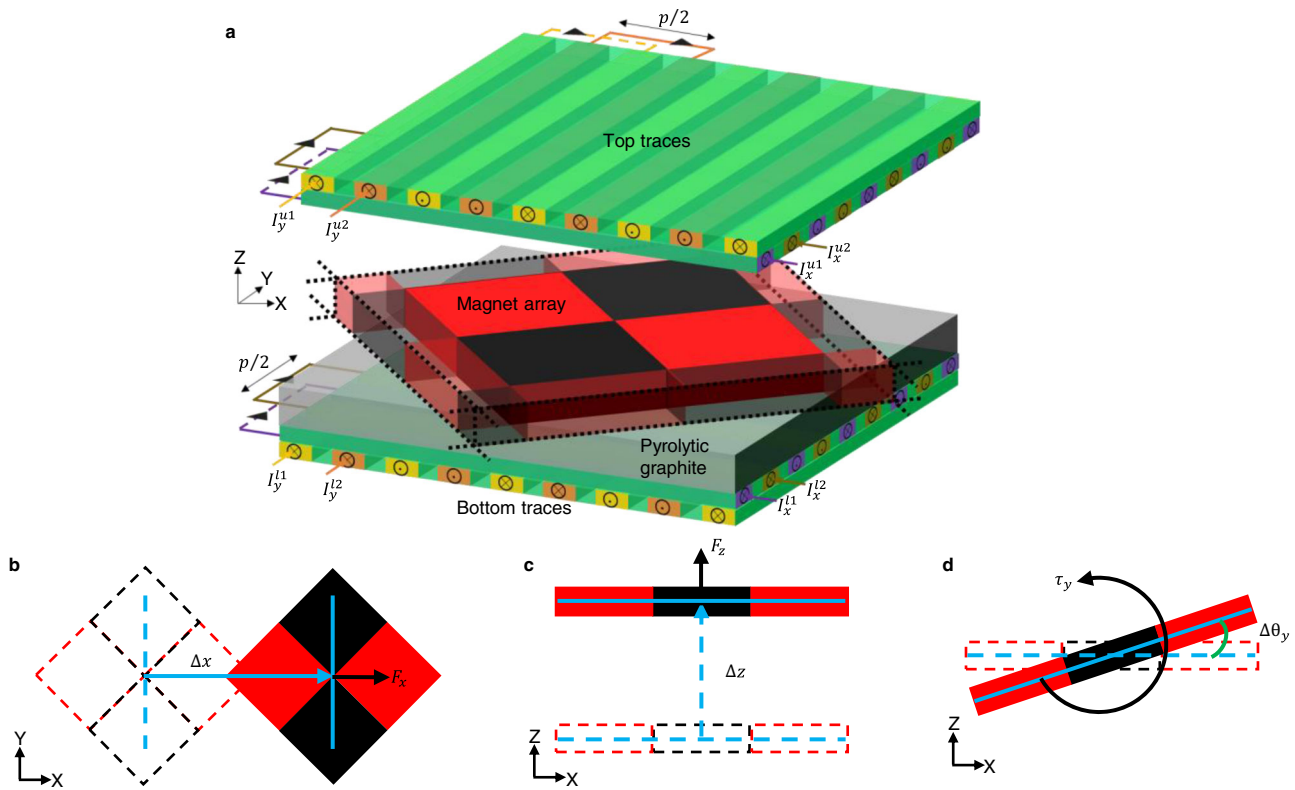 a
p/2
Top traces
I_y^{u1}
I_y^{u2}
I_x^{u2}
I_x^{u1}
Z
Y
X
Magnet array
p/2
Pyrolytic
graphite
I_y^{l1}
I_y^{l2}
I_x^{l2}
I_x^{l1}
Bottom traces
b
Δx
F_x
Y
X
c
F_z
Δz
Z
X
d
τ_y
Δθ_y
Z
X